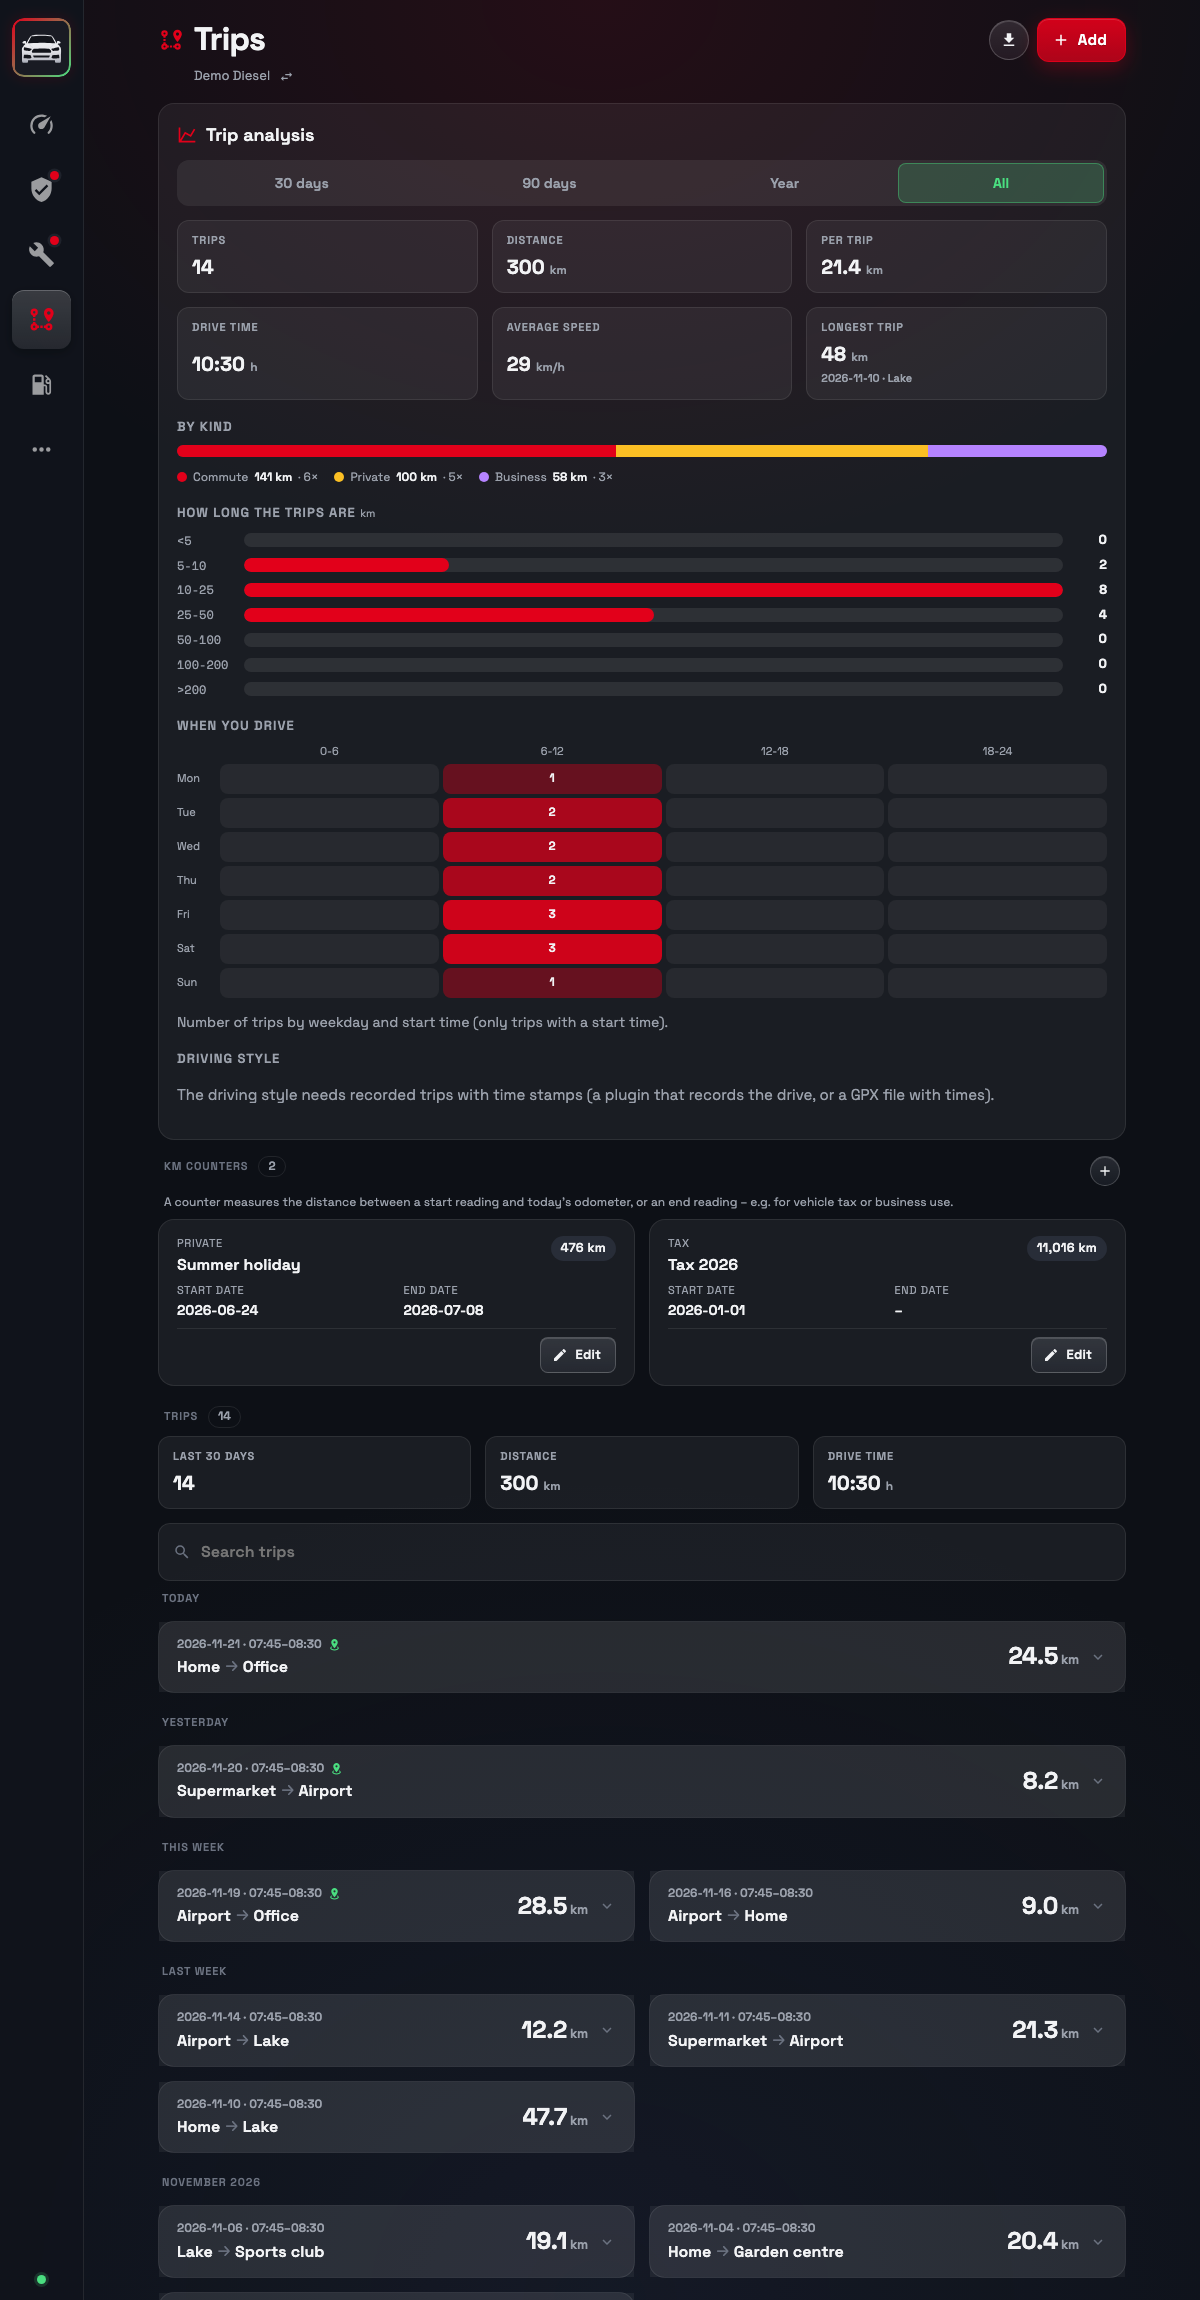 Trips
Demo Diesel
Add
Trip analysis
30 days 90 days Year All
TRIPS
14
DISTANCE
300 km
PER TRIP
21.4 km
DRIVE TIME
10:30 h
AVERAGE SPEED
29 km/h
LONGEST TRIP
48 km
2026-11-10 · Lake
BY KIND
Commute 141 km · 6× Private 100 km · 5× Business 58 km · 3×
HOW LONG THE TRIPS ARE km
<5 0
5-10 2
10-25 8
25-50 4
50-100 0
100-200 0
>200 0
WHEN YOU DRIVE
0-6 6-12 12-18 18-24
Mon 1
Tue 2
Wed 2
Thu 2
Fri 3
Sat 3
Sun 1
Number of trips by weekday and start time (only trips with a start time).
DRIVING STYLE
The driving style needs recorded trips with time stamps (a plugin that records the drive, or a GPX file with times).
KM COUNTERS 2
A counter measures the distance between a start reading and today's odometer, or an end reading – e.g. for vehicle tax or business use.
PRIVATE
Summer holiday
476 km
START DATE END DATE
2026-06-24 2026-07-08
Edit
TAX
Tax 2026
11,016 km
START DATE END DATE
2026-01-01 –
Edit
TRIPS 14
LAST 30 DAYS
14
DISTANCE
300 km
DRIVE TIME
10:30 h
Search trips
TODAY
2026-11-21 · 07:45–08:30
Home → Office
24.5 km
YESTERDAY
2026-11-20 · 07:45–08:30
Supermarket → Airport
8.2 km
THIS WEEK
2026-11-19 · 07:45–08:30
Airport → Office
28.5 km
2026-11-16 · 07:45–08:30
Airport → Home
9.0 km
LAST WEEK
2026-11-14 · 07:45–08:30
Airport → Lake
12.2 km
2026-11-11 · 07:45–08:30
Supermarket → Airport
21.3 km
2026-11-10 · 07:45–08:30
Home → Lake
47.7 km
NOVEMBER 2026
2026-11-06 · 07:45–08:30
Lake → Sports club
19.1 km
2026-11-04 · 07:45–08:30
Home → Garden centre
20.4 km